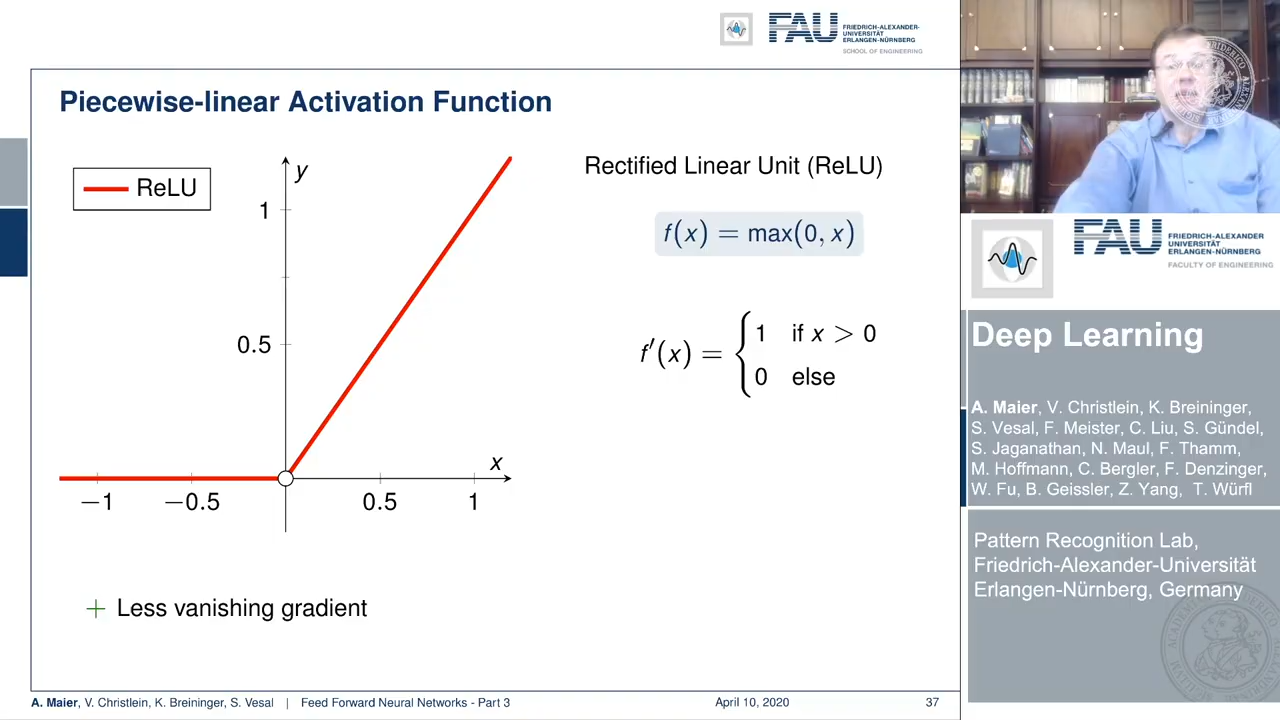 FAU
FRIEDRICH-ALEXANDER-
UNIVERSITÄT
ERLANGEN-NÜRNBERG
SCHOOL OF ENGINEERING
Piecewise-linear Activation Function
ReLU
y
1
0.5
x
−1
−0.5
0.5
1
Rectified Linear Unit (ReLU)
f(x) = max(0, x)
f′(x) = { 1 if x > 0
0 else
+ Less vanishing gradient
A. Maier, V. Christlein, K. Breininger, S. Vesal | Feed Forward Neural Networks - Part 3
April 10, 2020
37
FAU
FRIEDRICH-ALEXANDER
UNIVERSITÄT
ERLANGEN-NÜRNBERG
FACULTY OF ENGINEERING
Deep Learning
A. Maier, V. Christlein, K. Breininger,
S. Vesal, F. Meister, C. Liu, S. Gündel,
S. Jaganathan, N. Maul, F. Thamm,
M. Hoffmann, C. Bergler, F. Denzinger,
W. Fu, B. Geissler, Z. Yang, T. Würfl
Pattern Recognition Lab,
Friedrich-Alexander-Universität
Erlangen-Nürnberg, Germany